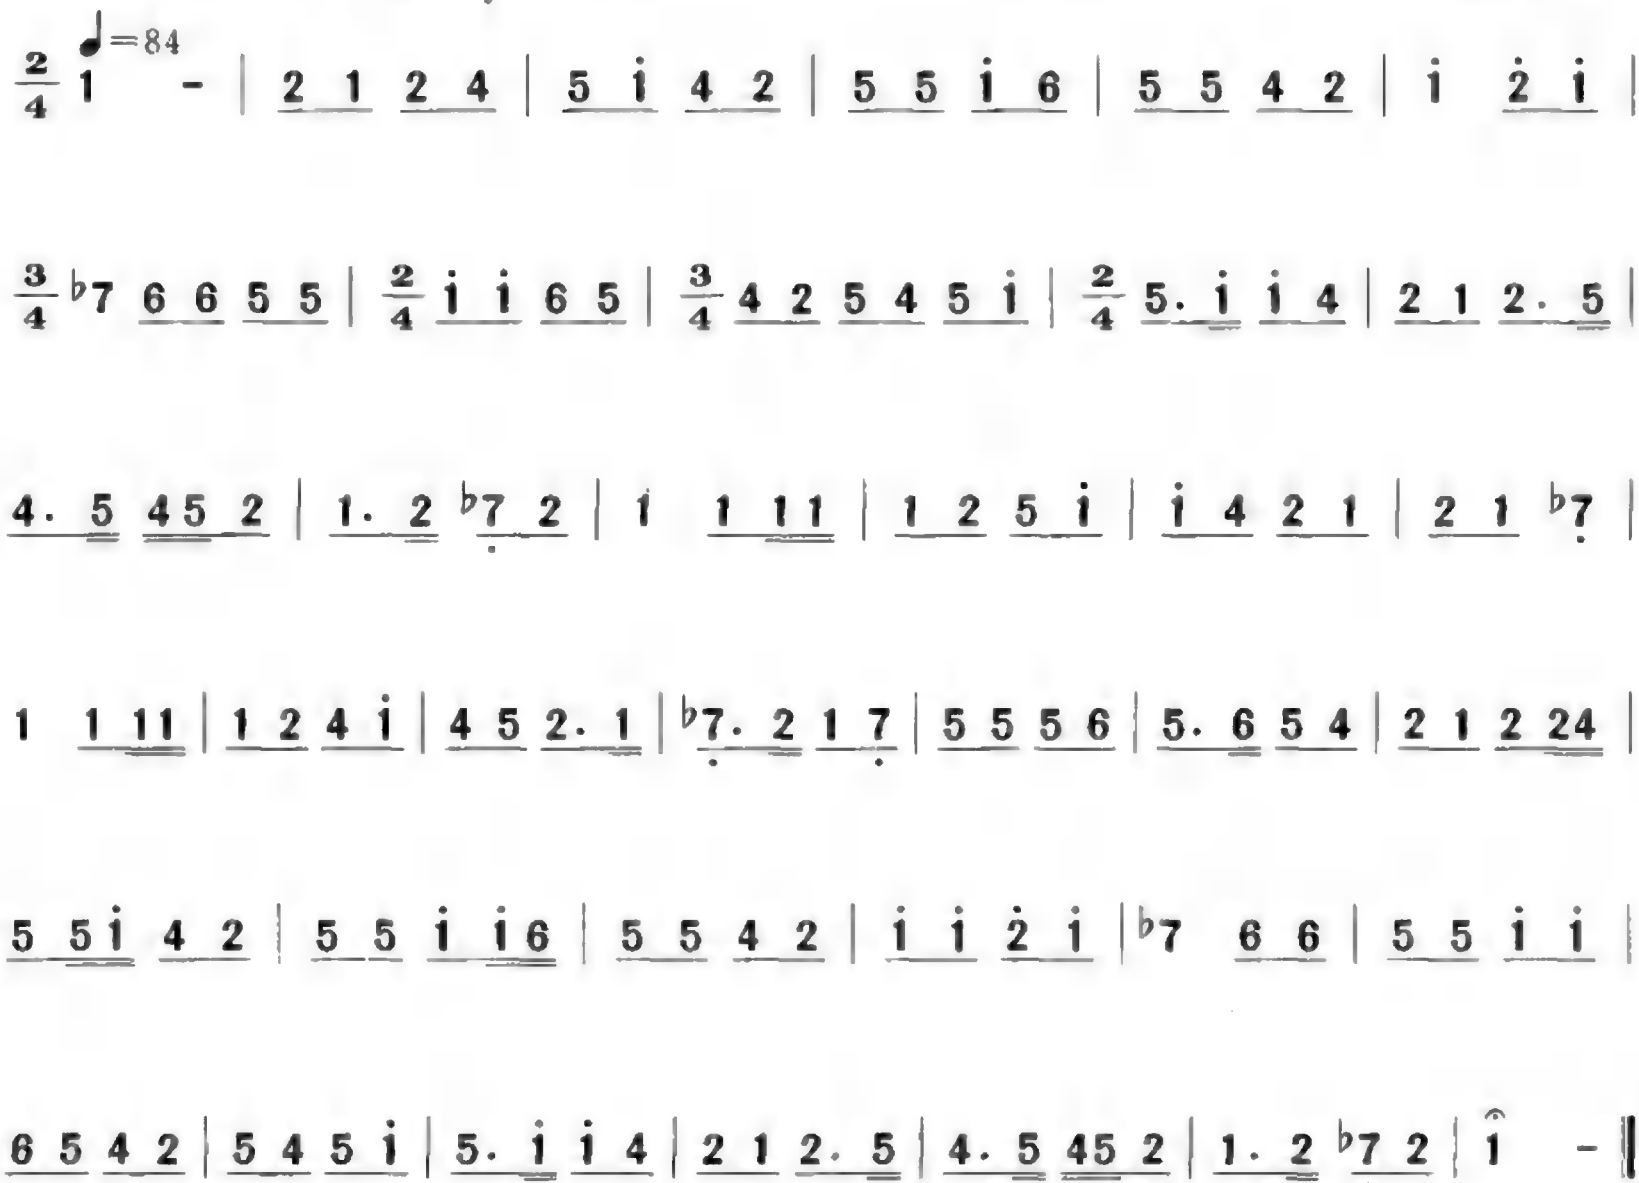 2/4 ♩=84 1 - | 2 1 2 4 | 5 i 4 2 | 5 5 i 6 | 5 5 4 2 | i 2̇ i |
3/4 ♭7 6 6 5 5 | 2/4 i i 6 5 | 3/4 4 2 5 4 5 i | 2/4 5. i i 4 | 2 1 2. 5 |
4. 5 45 2 | 1. 2 ♭7̣ 2 | 1 1 11 | 1 2 5 i | i 4 2 1 | 2 1 ♭7̣ |
1 1 11 | 1 2 4 i | 4 5 2. 1 | ♭7̣. 2 1 7̣ | 5 5 5 6 | 5. 6 5 4 | 2 1 2 24 |
5 5i 4 2 | 5 5 i i6 | 5 5 4 2 | i i 2̇ i | ♭7 6 6 | 5 5 i i |
6 5 4 2 | 5 4 5 i | 5. i i 4 | 2 1 2. 5 | 4. 5 45 2 | 1. 2 ♭7 2 | 1 - ‖